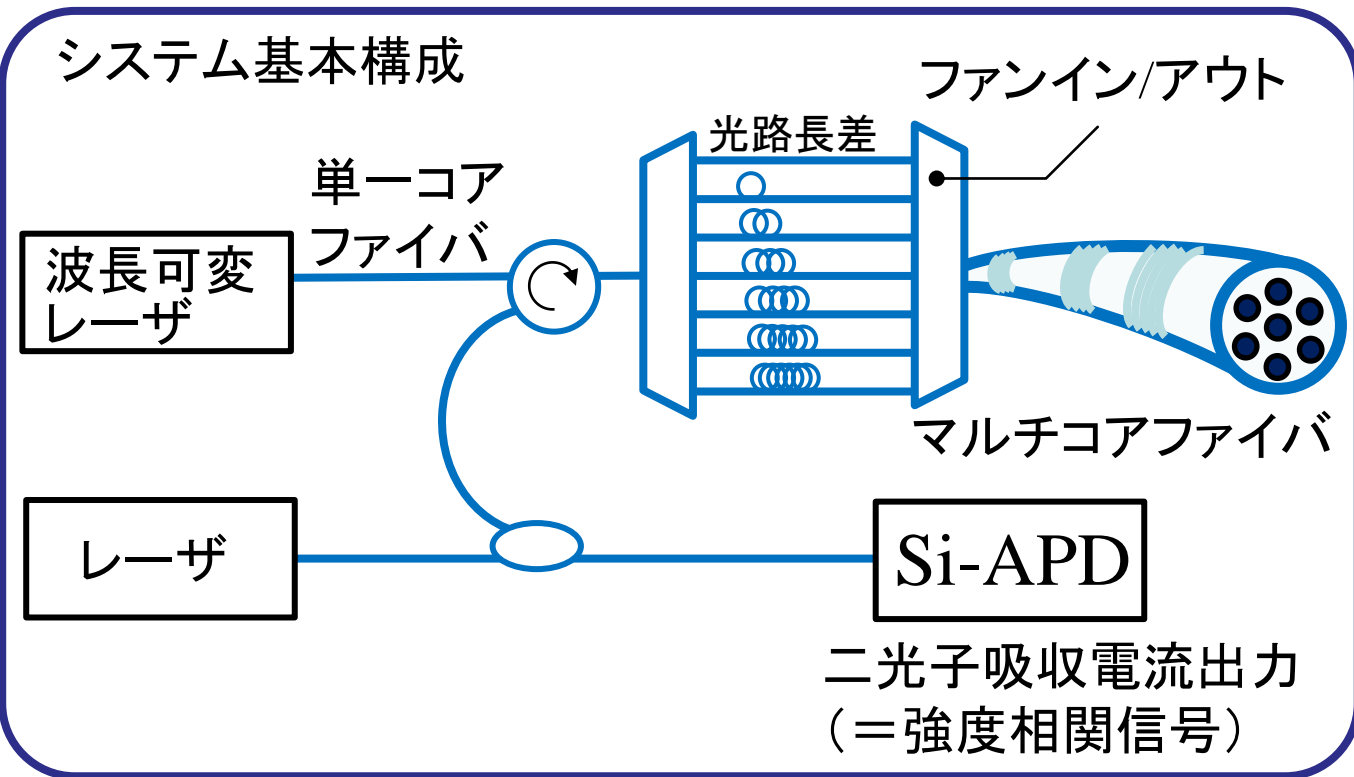 システム基本構成
ファンイン/アウト
光路長差
単一コア
ファイバ
波長可変
レーザ
マルチコアファイバ
レーザ
Si-APD
二光子吸収電流出力
（＝強度相関信号）